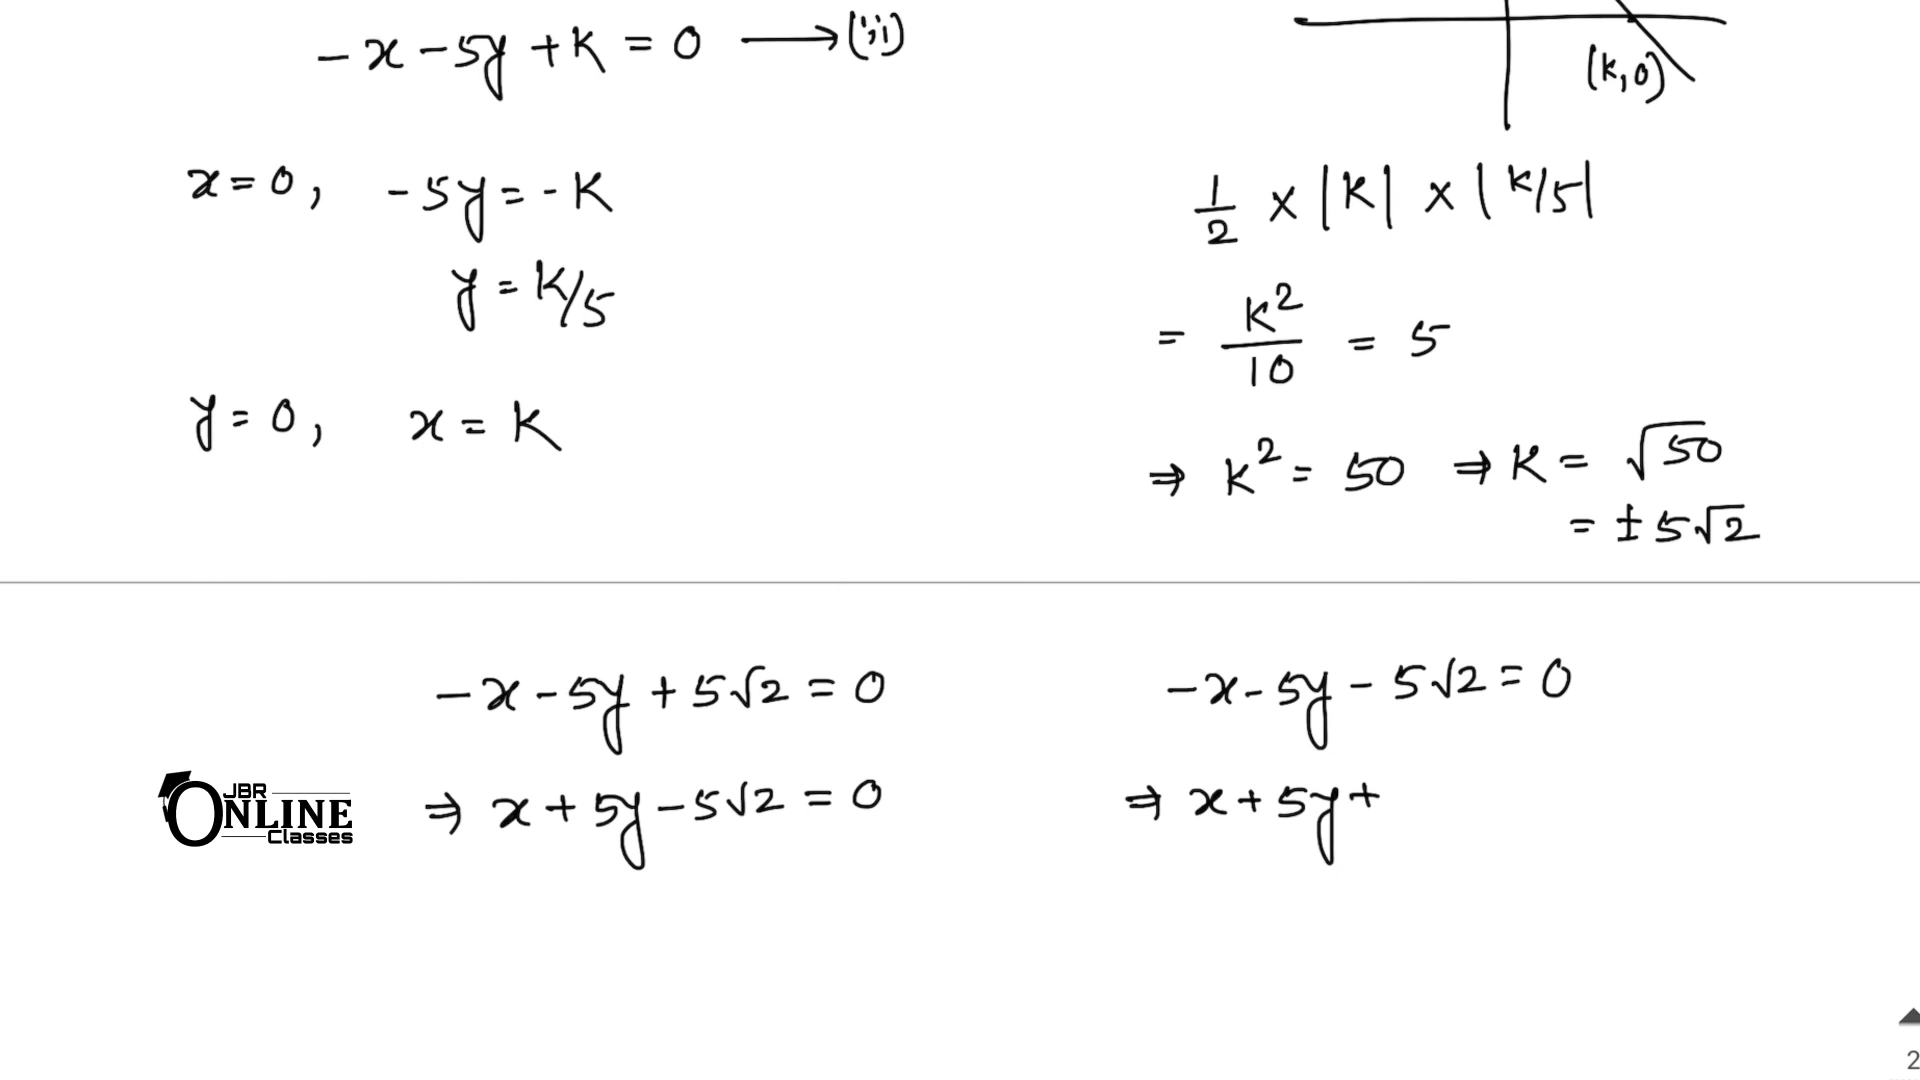 -x-5y+K = 0 ⟶ (ii)
(K,0)
x=0, -5y=-K
y = K/5
y=0, x = K
1/2 × |K| × |K/5|
= K²/10 = 5
⇒ K² = 50 ⇒ K = √50
= ±5√2
-x-5y+5√2 = 0
⇒ x+5y-5√2 = 0
-x-5y-5√2 = 0
⇒ x+5y+
JBR
ONLINE
Classes
2